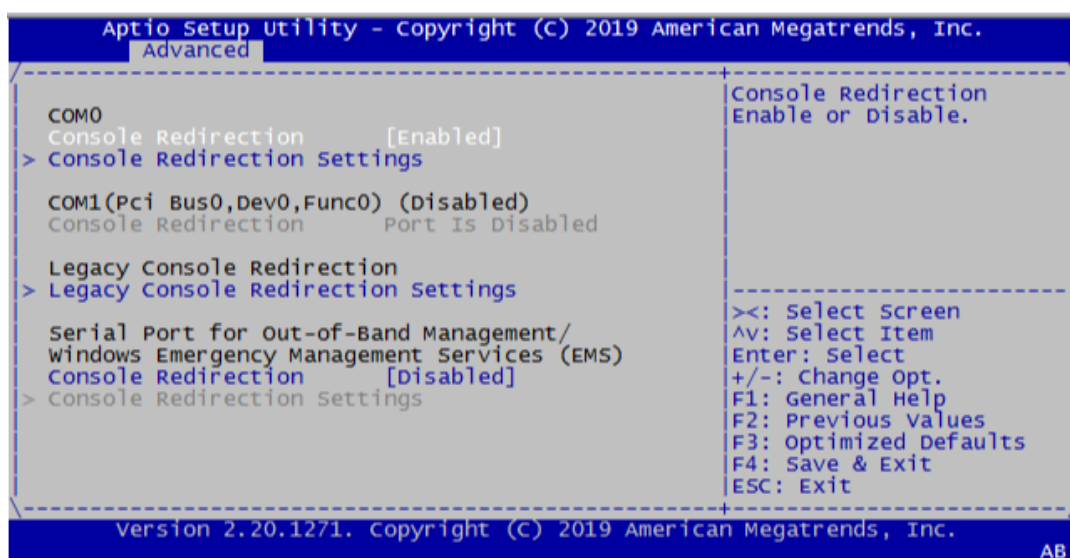 Aptio Setup Utility – Copyright (C) 2019 American Megatrends, Inc.
Advanced
COM0
Console Redirection [Enabled]
> Console Redirection Settings
COM1(Pci Bus0,Dev0,Func0) (Disabled)
Console Redirection Port Is Disabled
Legacy Console Redirection
> Legacy Console Redirection Settings
Serial Port for Out-of-Band Management/
Windows Emergency Management Services (EMS)
Console Redirection [Disabled]
> Console Redirection Settings
Console Redirection
Enable or Disable.
><: Select Screen
^v: Select Item
Enter: Select
+/-: Change Opt.
F1: General Help
F2: Previous Values
F3: Optimized Defaults
F4: Save & Exit
ESC: Exit
Version 2.20.1271. Copyright (C) 2019 American Megatrends, Inc.
AB